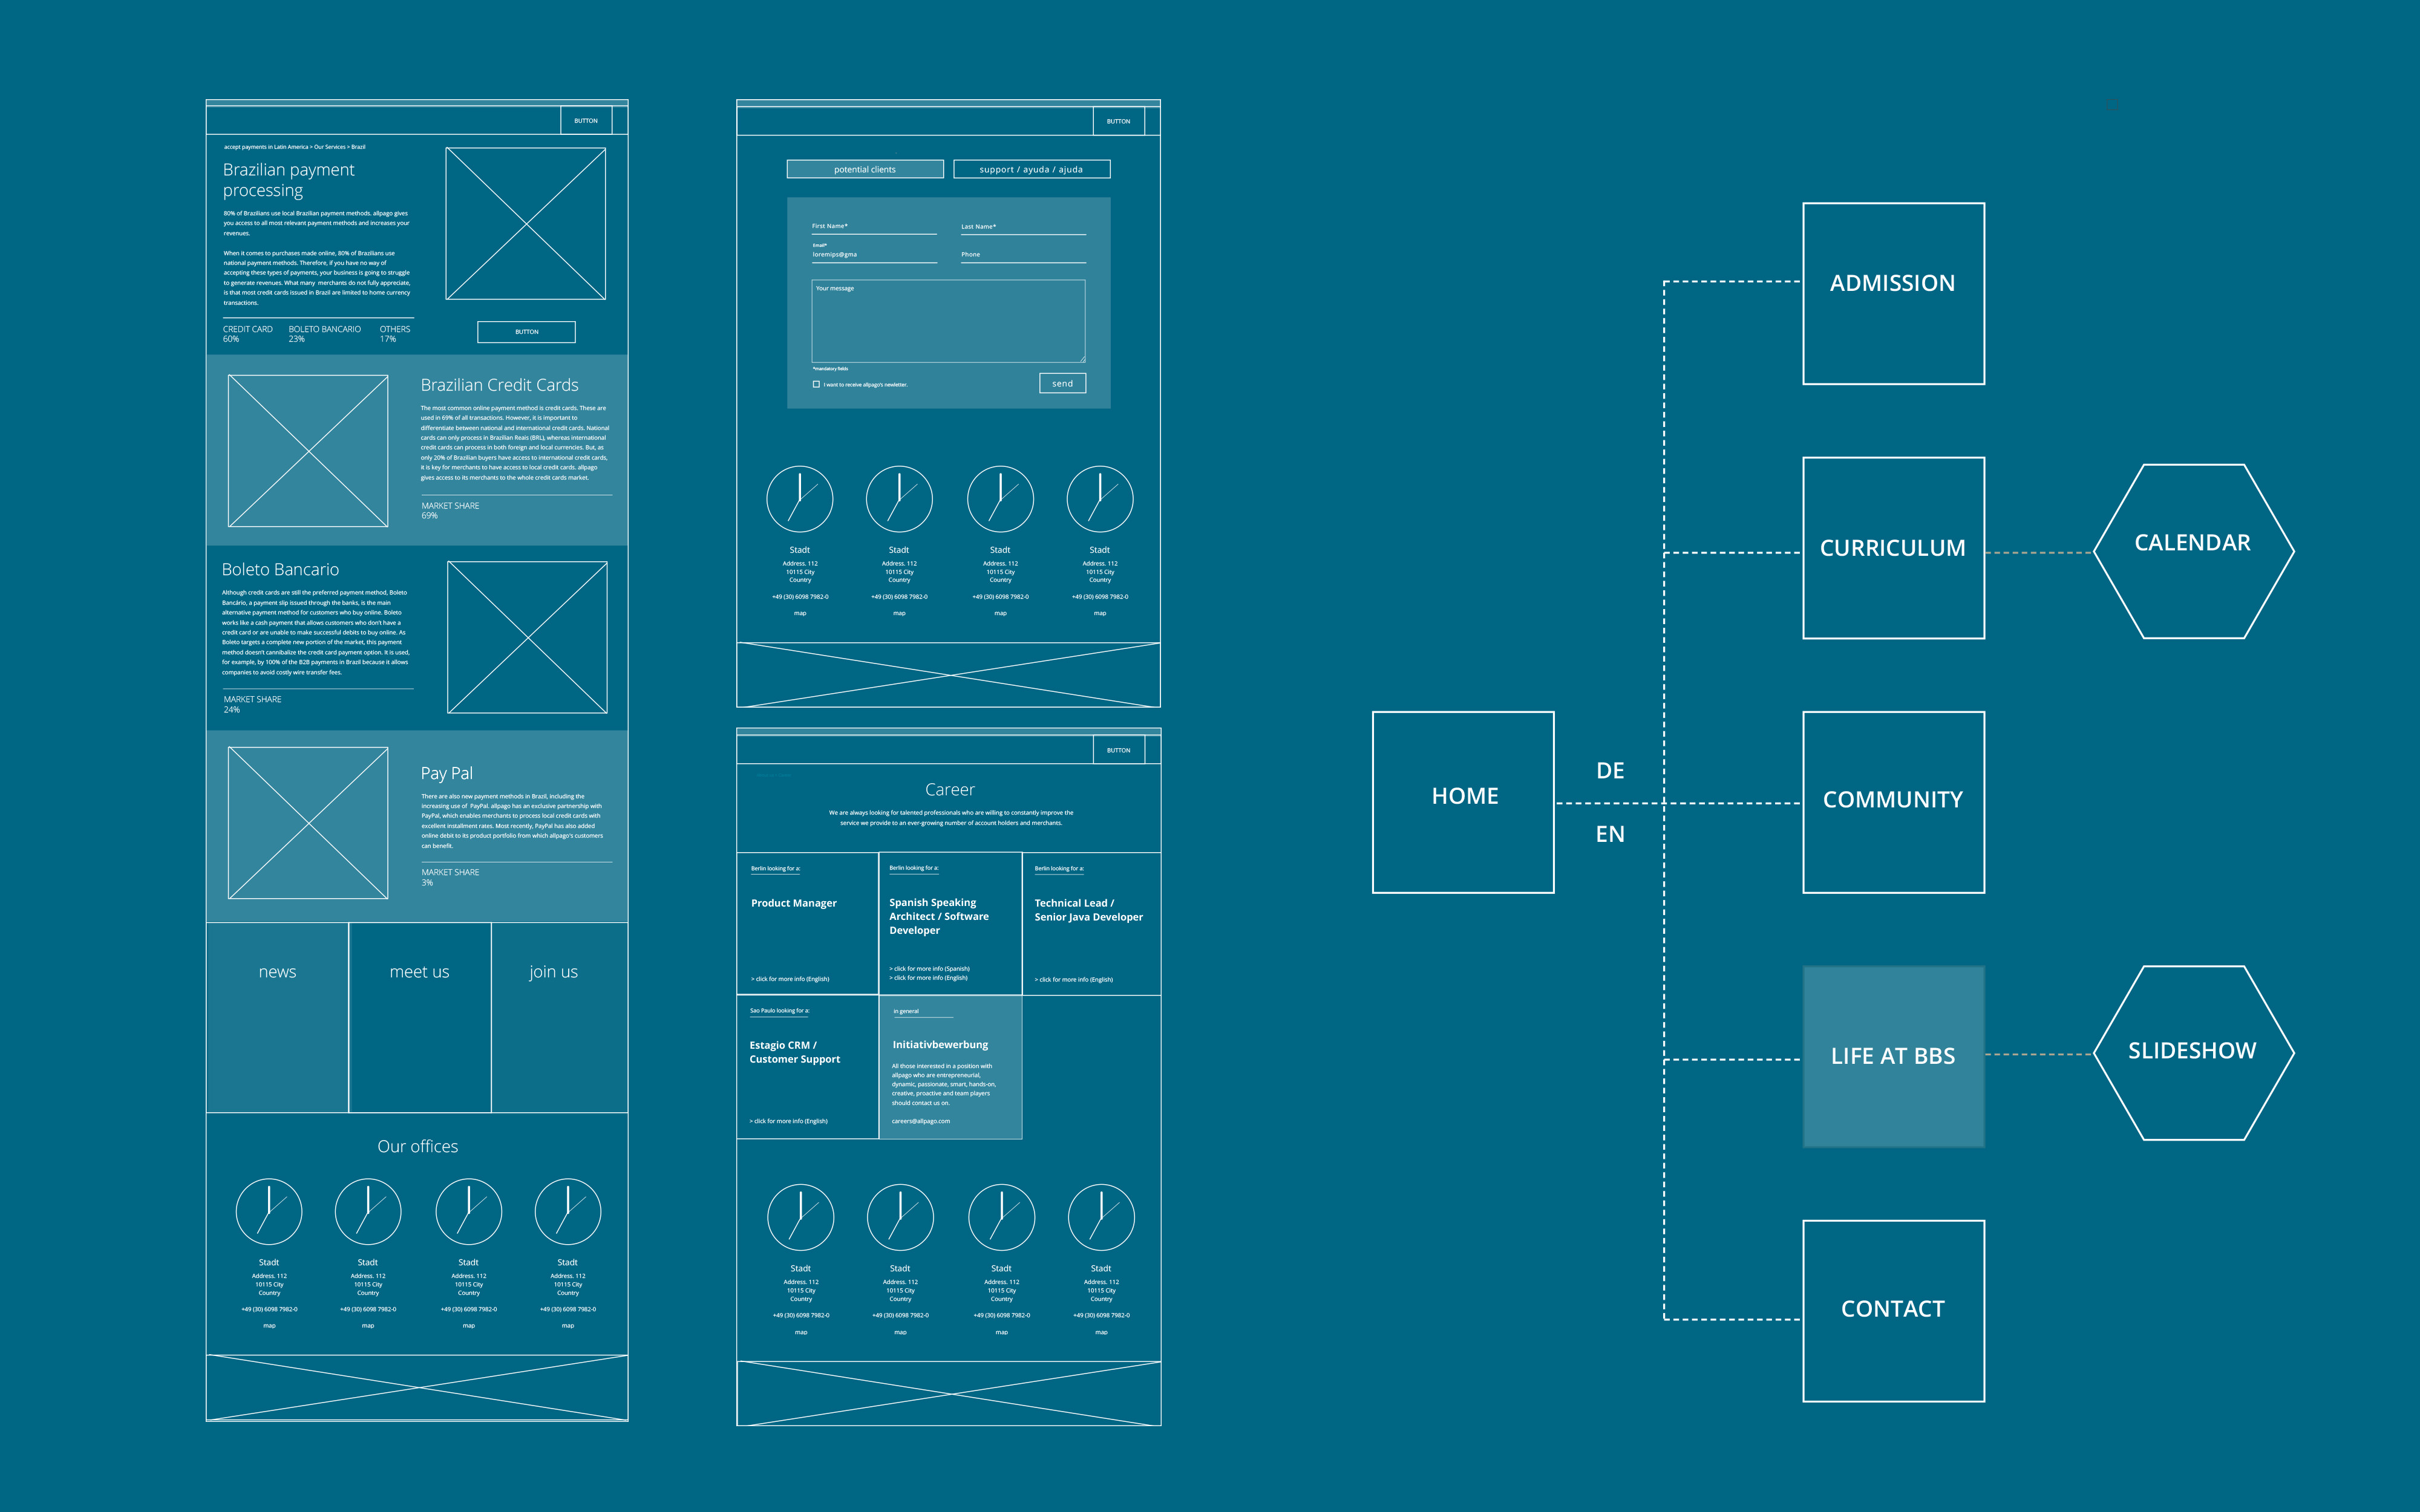 BUTTON
accept payments in Latin America > Our Services > Brazil
Brazilian payment
processing
80% of Brazilians use local Brazilian payment methods. allpago gives
you access to all most relevant payment methods and increases your
revenues.
When it comes to purchases made online, 80% of Brazilians use
national payment methods. Therefore, if you have no way of
accepting these types of payments, your business is going to struggle
to generate revenues. What many merchants do not fully appreciate,
is that most credit cards issued in Brazil are limited to home currency
transactions.
CREDIT CARD BOLETO BANCARIO OTHERS
60% 23% 17%
BUTTON
Brazilian Credit Cards
The most common online payment method is credit cards. These are
used in 69% of all transactions. However, it is important to
differentiate between national and international credit cards. National
cards can only process in Brazilian Reais (BRL), whereas international
credit cards can process in both foreign and local currencies. But, as
only 20% of Brazilian buyers have access to international credit cards,
it is key for merchants to have access to local credit cards. allpago
gives access to its merchants to the whole credit cards market.
MARKET SHARE
69%
Boleto Bancario
Although credit cards are still the preferred payment method, Boleto
Bancário, a payment slip issued through the banks, is the main
alternative payment method for customers who buy online. Boleto
works like a cash payment that allows customers who don't have a
credit card or are unable to make successful debits to buy online. As
Boleto targets a complete new portion of the market, this payment
method doesn't cannibalize the credit card payment option. It is used,
for example, by 100% of the B2B payments in Brazil because it allows
companies to avoid costly wire transfer fees.
MARKET SHARE
24%
Pay Pal
There are also new payment methods in Brazil, including the
increasing use of PayPal. allpago has an exclusive partnership with
PayPal, which enables merchants to process local credit cards with
excellent installment rates. Most recently, PayPal has also added
online debit to its product portfolio from which allpago's customers
can benefit.
MARKET SHARE
3%
news meet us join us
Our offices
Stadt Stadt Stadt Stadt
Address. 112 Address. 112 Address. 112 Address. 112
10115 City 10115 City 10115 City 10115 City
Country Country Country Country
+49 (30) 6098 7982-0 +49 (30) 6098 7982-0 +49 (30) 6098 7982-0 +49 (30) 6098 7982-0
map map map map
BUTTON
potential clients support / ayuda / ajuda
First Name* Last Name*
Email*
loremips@gma Phone
Your message
*mandatory fields
I want to receive allpago's newletter. send
Stadt Stadt Stadt Stadt
Address. 112 Address. 112 Address. 112 Address. 112
10115 City 10115 City 10115 City 10115 City
Country Country Country Country
+49 (30) 6098 7982-0 +49 (30) 6098 7982-0 +49 (30) 6098 7982-0 +49 (30) 6098 7982-0
map map map map
BUTTON
Career
We are always looking for talented professionals who are willing to constantly improve the
service we provide to an ever-growing number of account holders and merchants.
Berlin looking for a:
Product Manager
> click for more info (English)
Berlin looking for a:
Spanish Speaking
Architect / Software
Developer
> click for more info (Spanish)
> click for more info (English)
Berlin looking for a:
Technical Lead /
Senior Java Developer
> click for more info (English)
Sao Paulo looking for a:
Estagio CRM /
Customer Support
> click for more info (English)
in general
Initiativbewerbung
All those interested in a position with
allpago who are entrepreneurial,
dynamic, passionate, smart, hands-on,
creative, proactive and team players
should contact us on.
careers@allpago.com
Stadt Stadt Stadt Stadt
Address. 112 Address. 112 Address. 112 Address. 112
10115 City 10115 City 10115 City 10115 City
Country Country Country Country
+49 (30) 6098 7982-0 +49 (30) 6098 7982-0 +49 (30) 6098 7982-0 +49 (30) 6098 7982-0
map map map map
HOME
DE
EN
ADMISSION
CURRICULUM
CALENDAR
COMMUNITY
LIFE AT BBS
SLIDESHOW
CONTACT